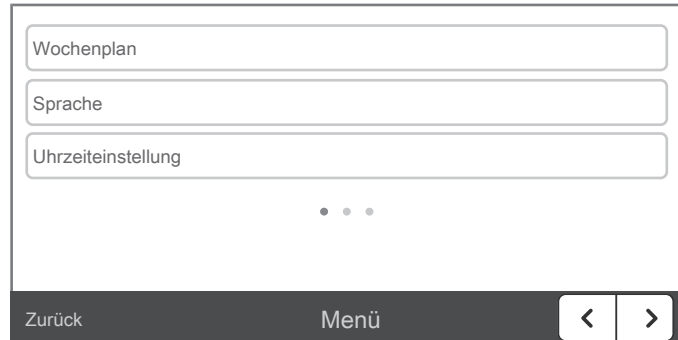 Wochenplan
Sprache
Uhrzeiteinstellung
Zurück Menü